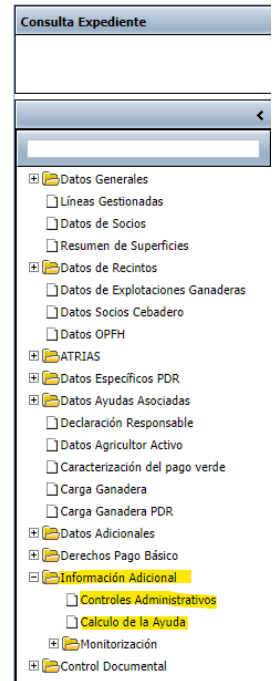 Consulta Expediente
Datos Generales
Líneas Gestionadas
Datos de Socios
Resumen de Superficies
Datos de Recintos
Datos de Explotaciones Ganaderas
Datos Socios Cebadero
Datos OPFH
ATRIAS
Datos Específicos PDR
Datos Ayudas Asociadas
Declaración Responsable
Datos Agricultor Activo
Caracterización del pago verde
Carga Ganadera
Carga Ganadera PDR
Datos Adicionales
Derechos Pago Básico
Información Adicional
Controles Administrativos
Calculo de la Ayuda
Monitorización
Control Documental